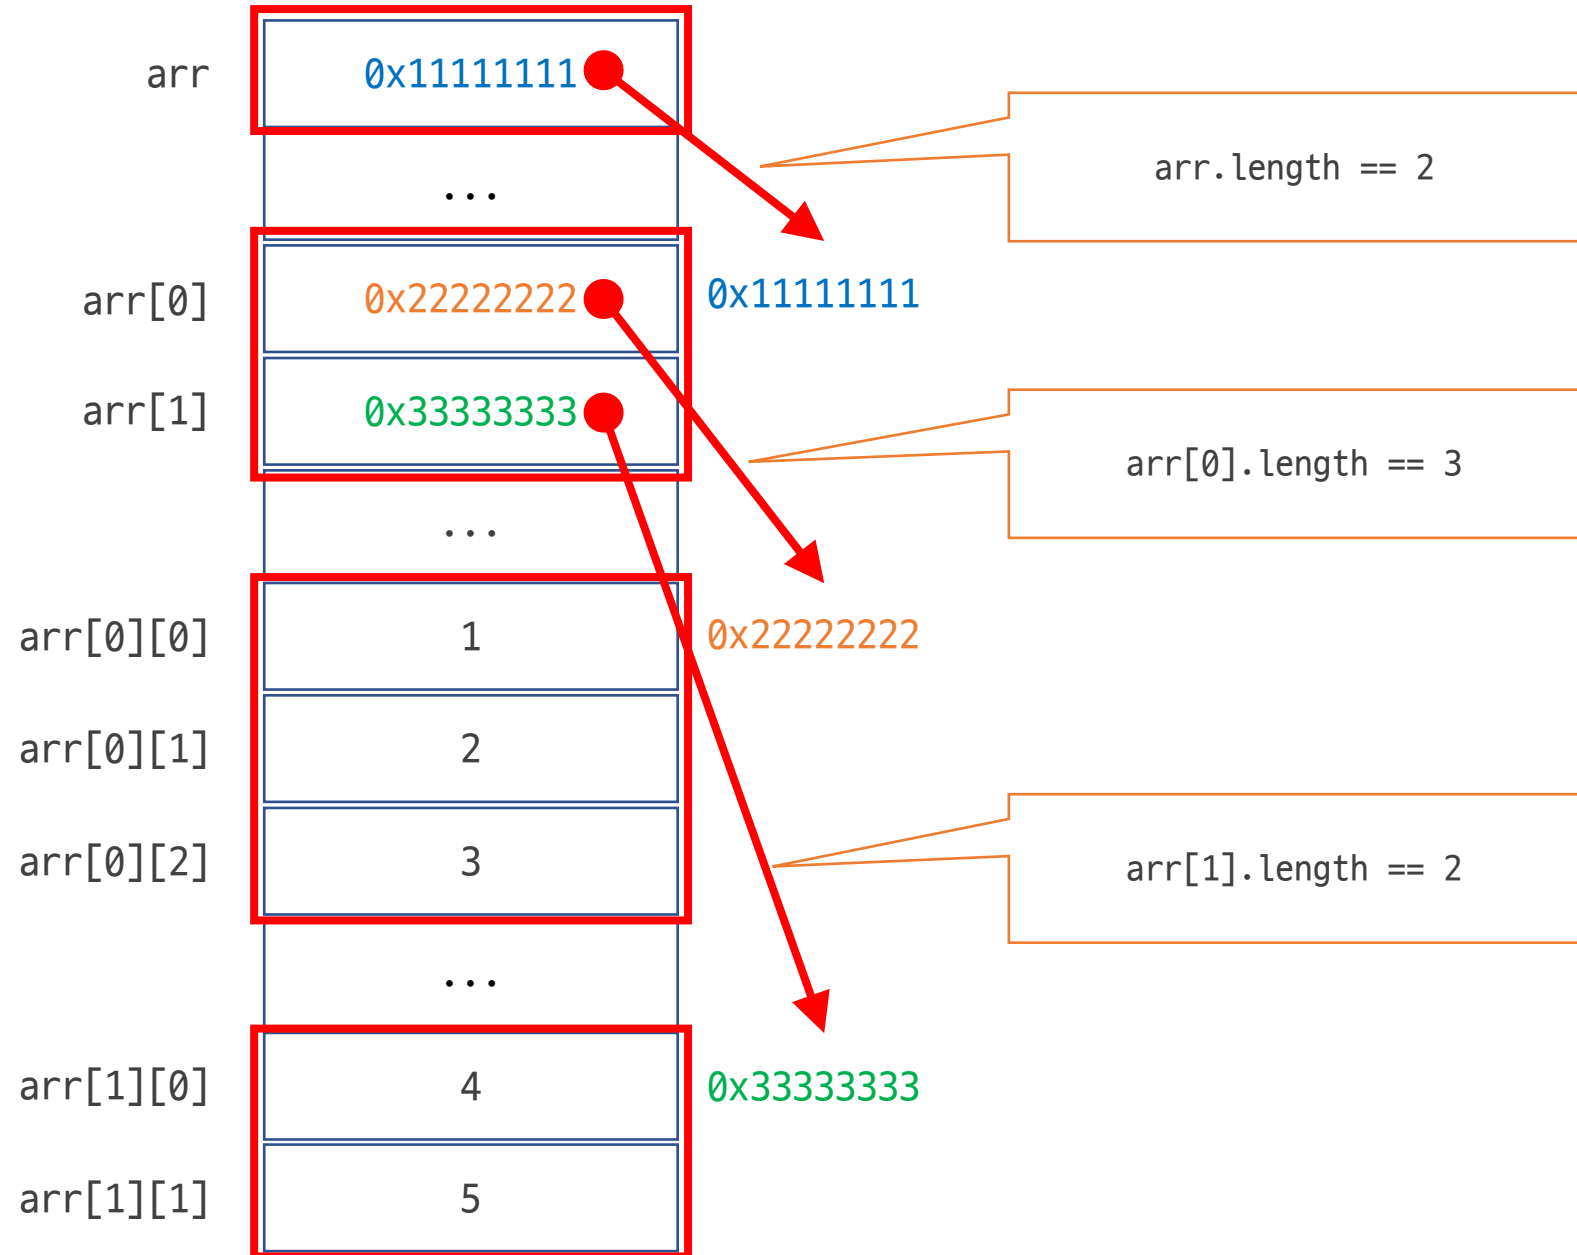 arr 0x11111111
arr.length == 2
...
arr[0] 0x22222222 0x11111111
arr[1] 0x33333333
arr[0].length == 3
...
arr[0][0] 1 0x22222222
arr[0][1] 2
arr[0][2] 3
arr[1].length == 2
...
arr[1][0] 4 0x33333333
arr[1][1] 5